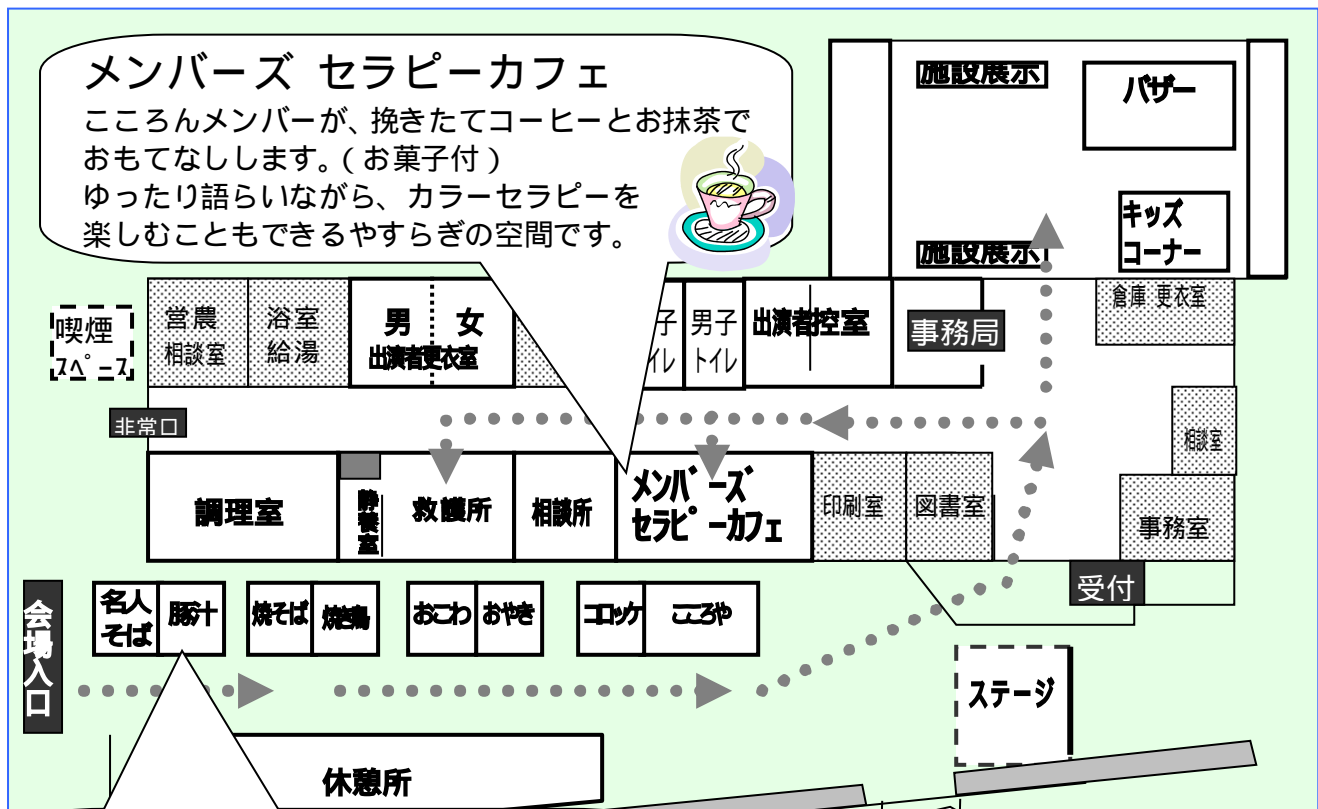 メンバーズ セラピーカフェ
こころんメンバーが、挽きたてコーヒーとお抹茶で
おもてなしします。(お菓子付)
ゆったり語らいながら、カラーセラピーを
楽しむこともできるやすらぎの空間です。
施設展示
バザー
キッズ
コーナー
施設展示
喫煙
スペース
営農
相談室
浴室
給湯
男 女
出演者更衣室
子
イレ
男子
トイレ
出演者控室
事務局
倉庫 更衣室
非常口
相談室
調理室
静養室
救護所
相談所
メンバーズ
セラピーカフェ
印刷室
図書室
事務室
受付
会場入口
名人
そば
豚汁
焼そば
焼き鳥
おこわ
おやき
コロッケ
こころや
ステージ
休憩所